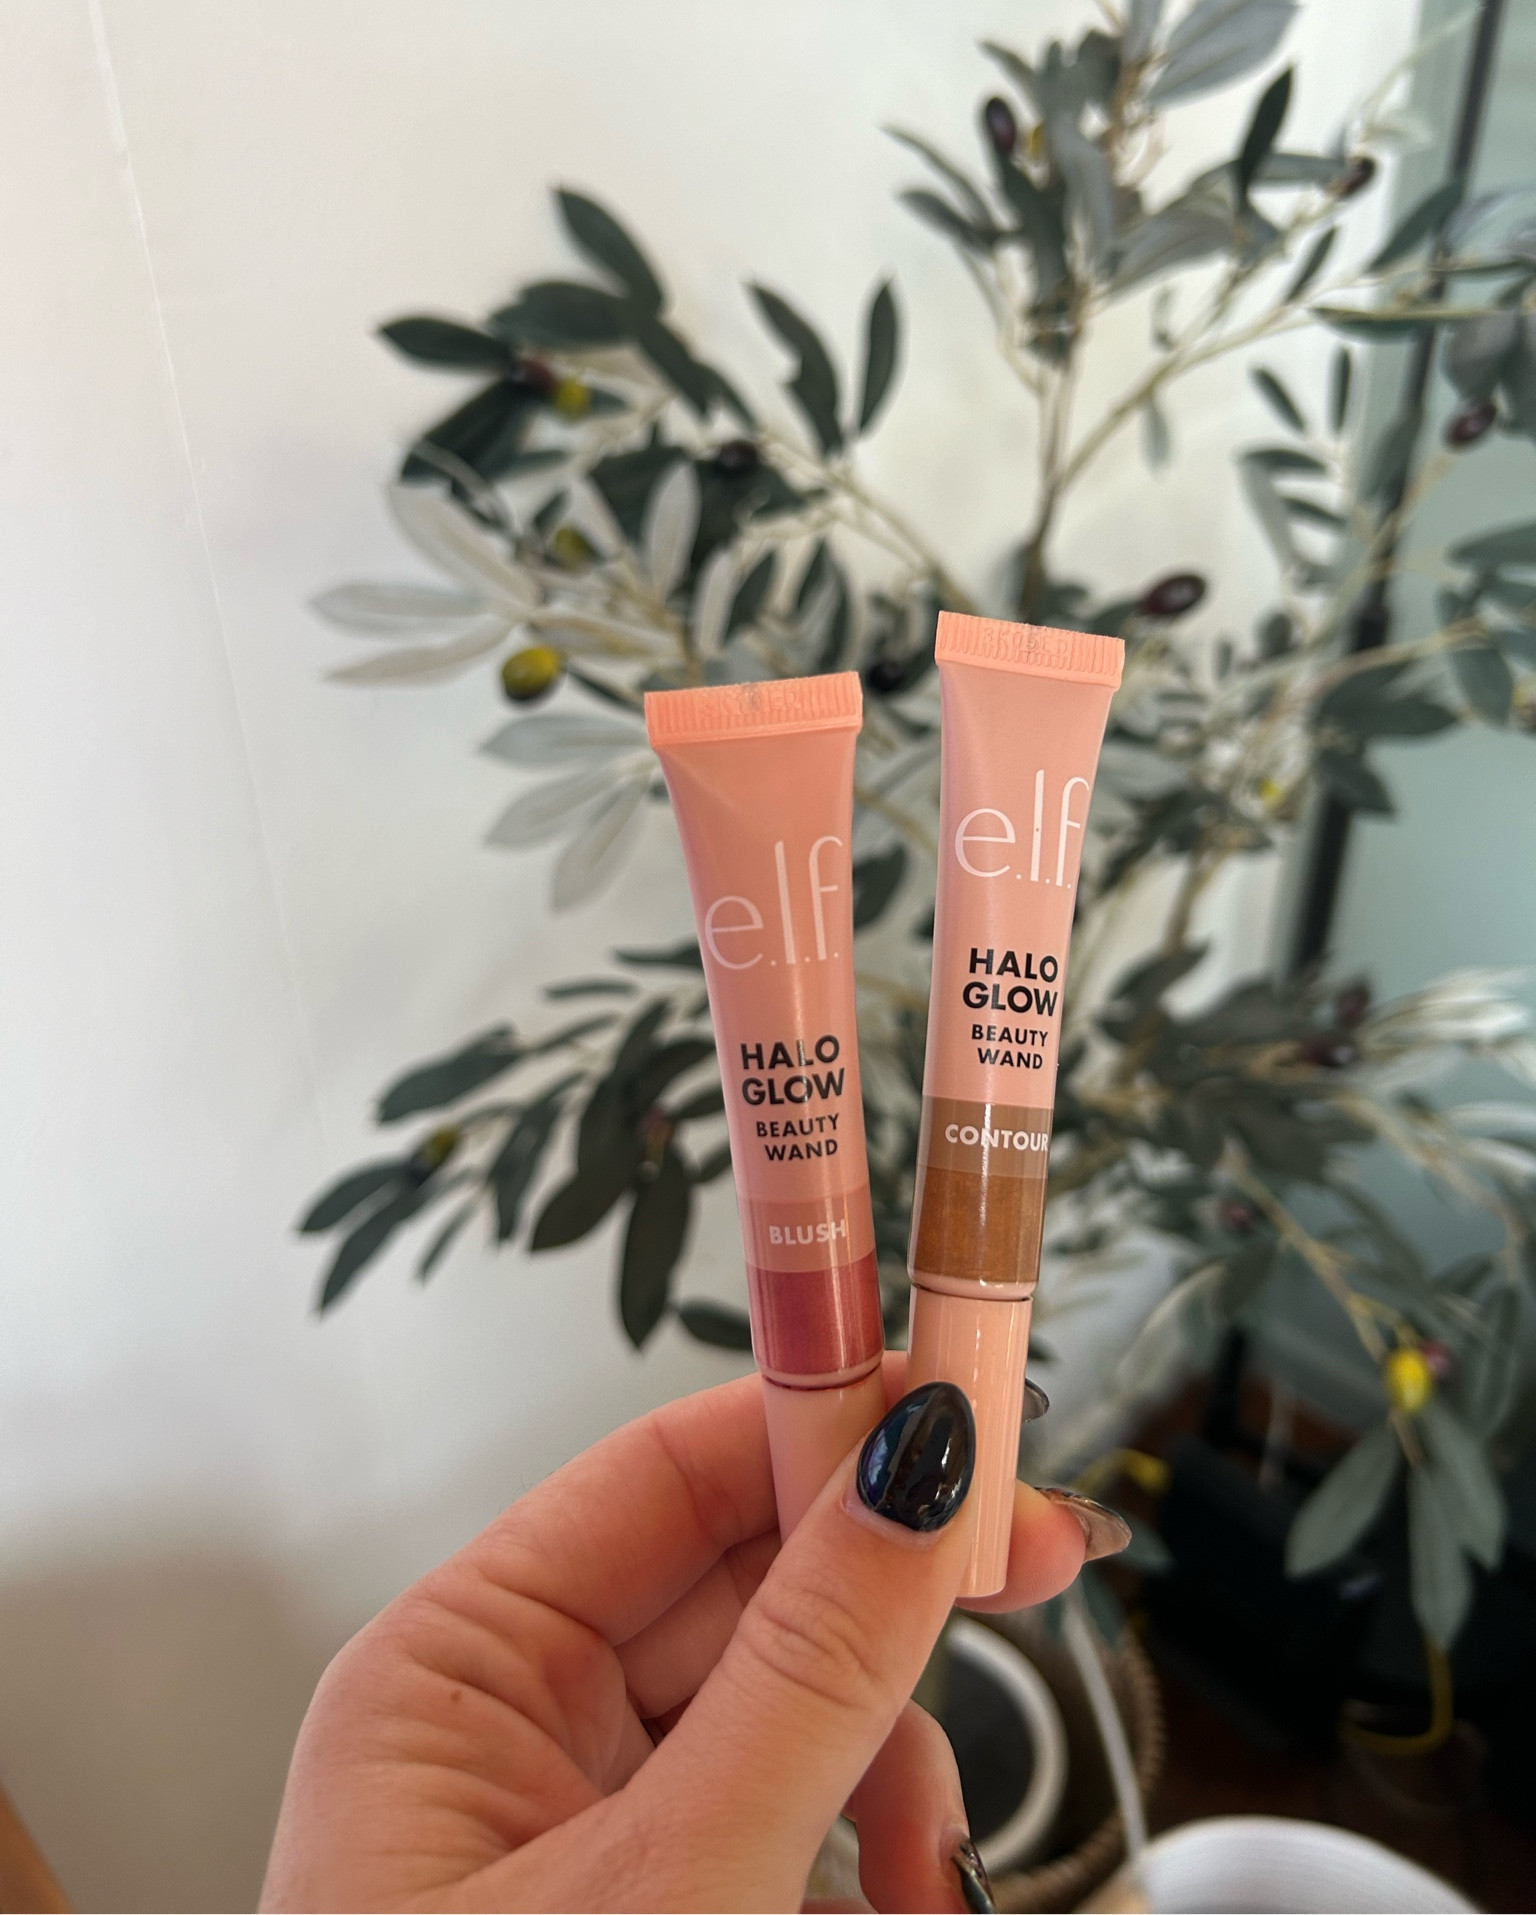 e.l.f.
HALO
GLOW
BEAUTY
WAND
BLUSH
e.l.f.
HALO
GLOW
BEAUTY
WAND
CONTOUR